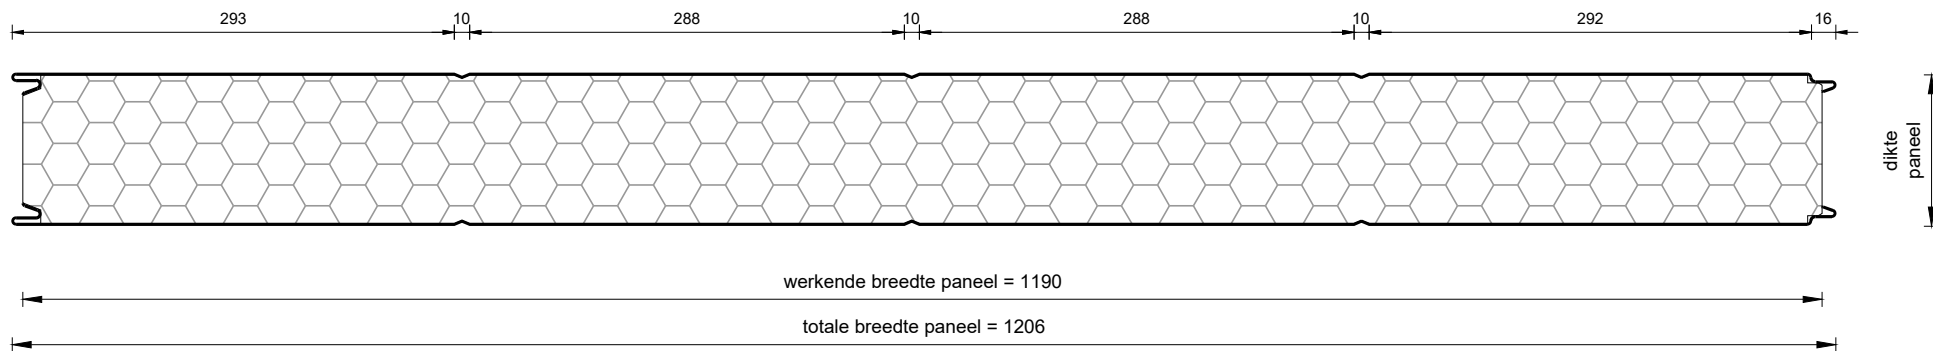 293 10 288 10 288 10 292 16
dikte
paneel
werkende breedte paneel = 1190
totale breedte paneel = 1206